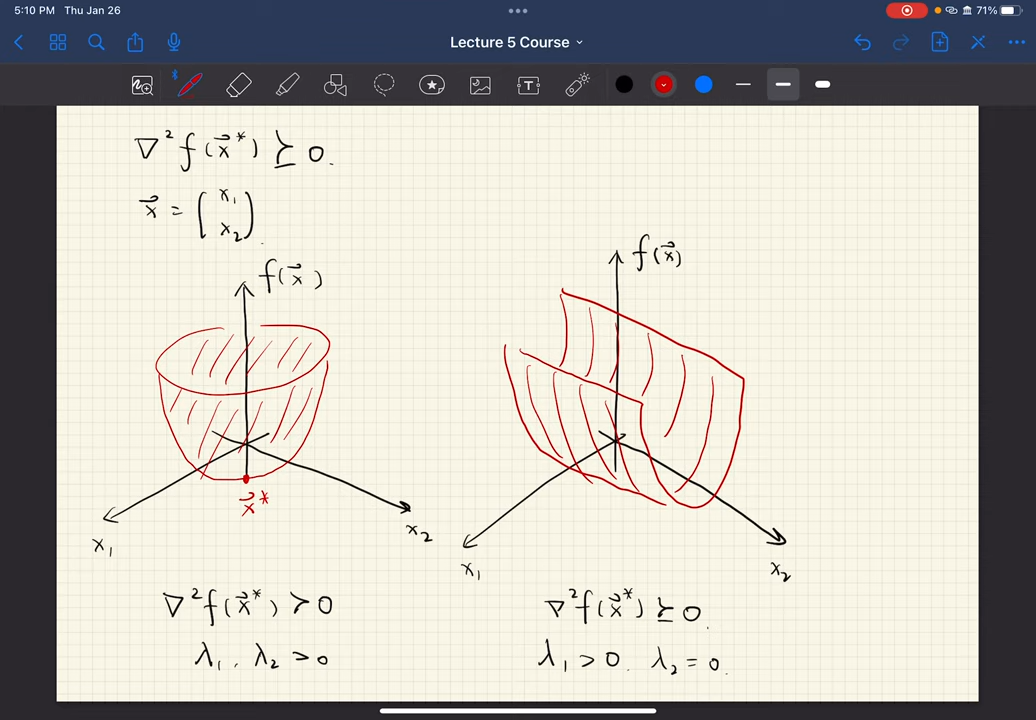 5:10 PM Thu Jan 26
71%
Lecture 5 Course
T
∇²f(x⃗*) ⪰ 0.
x⃗ = (x₁
x₂).
f(x⃗)
f(x⃗)
x⃗*
x₁
x₂
x₁
x₂
∇²f(x⃗*) ≻ 0
λ₁, λ₂ > 0
∇²f(x⃗*) ⪰ 0.
λ₁ > 0. λ₂ = 0.